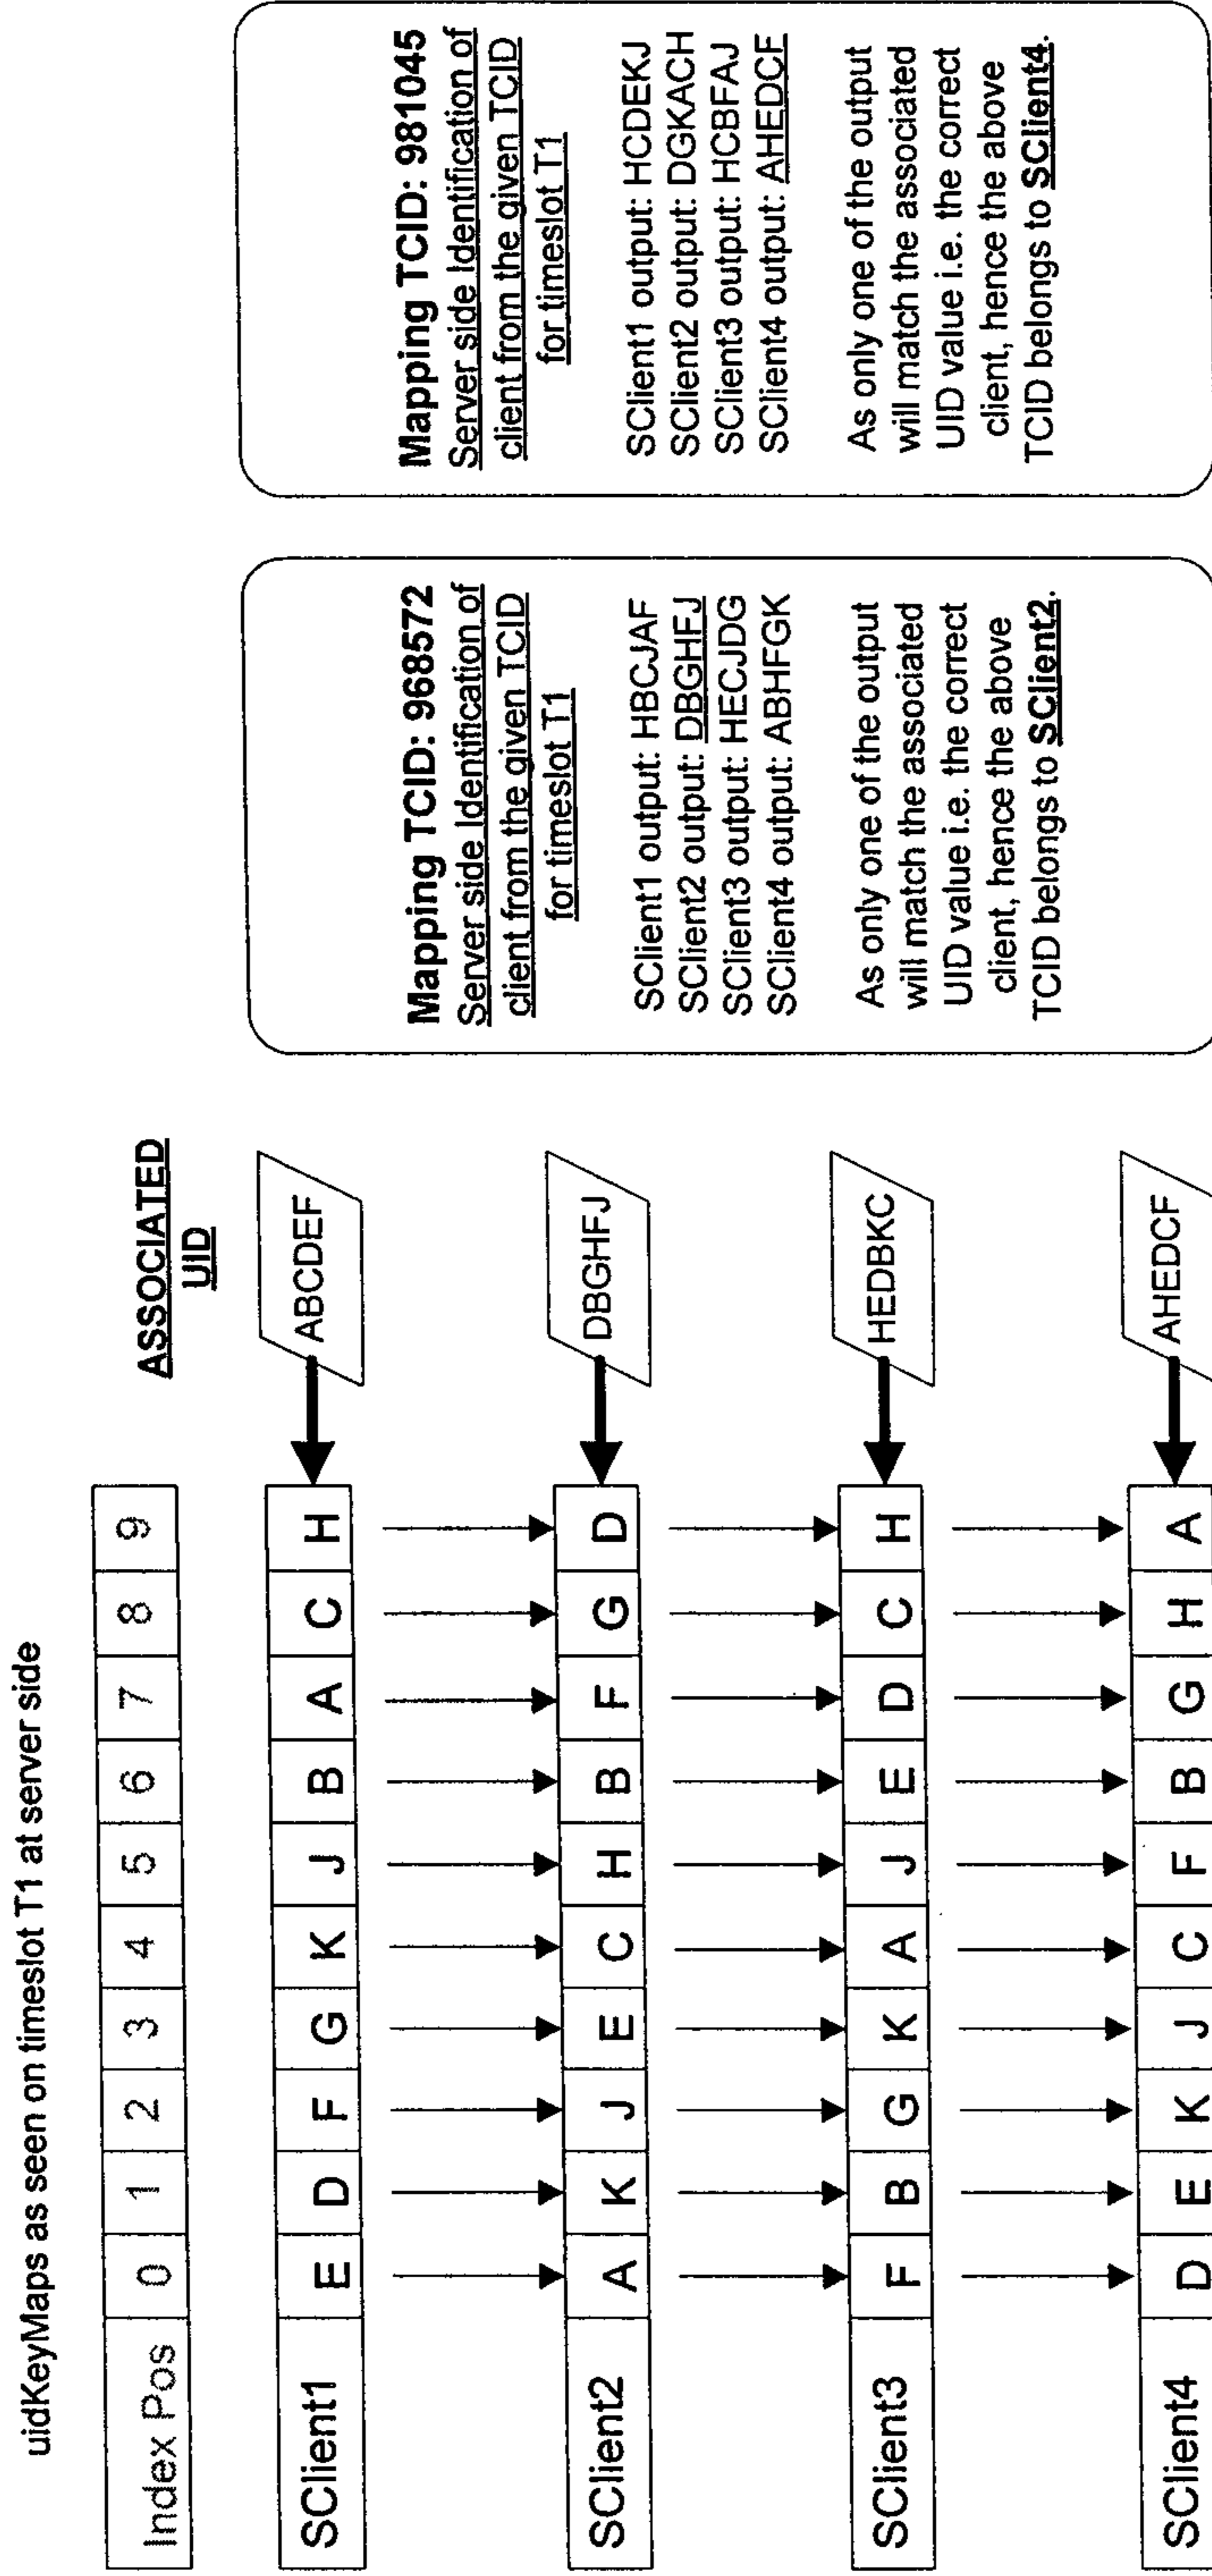 uidKeyMaps as seen on timeslot T1 at server side
Index Pos 0 1 2 3 4 5 6 7 8 9
ASSOCIATED
UID
SClient1 E D F G K J B A C H
ABCDEF
SClient2 A K J E C H B F G D
DBGHFJ
SClient3 F B G K A J E D C H
HEDBKC
SClient4 D E K J C F B G H A
AHEDCF
Mapping TCID: 968572
Server side Identification of
client from the given TCID
for timeslot T1
SClient1 output: HBCJAF
SClient2 output: DBGHFJ
SClient3 output: HECJDG
SClient4 output: ABHFGK
As only one of the output
will match the associated
UID value i.e. the correct
client, hence the above
TCID belongs to SClient2.
Mapping TCID: 981045
Server side Identification of
client from the given TCID
for timeslot T1
SClient1 output: HCDEKJ
SClient2 output: DGKACH
SClient3 output: HCBFAJ
SClient4 output: AHEDCF
As only one of the output
will match the associated
UID value i.e. the correct
client, hence the above
TCID belongs to SClient4.